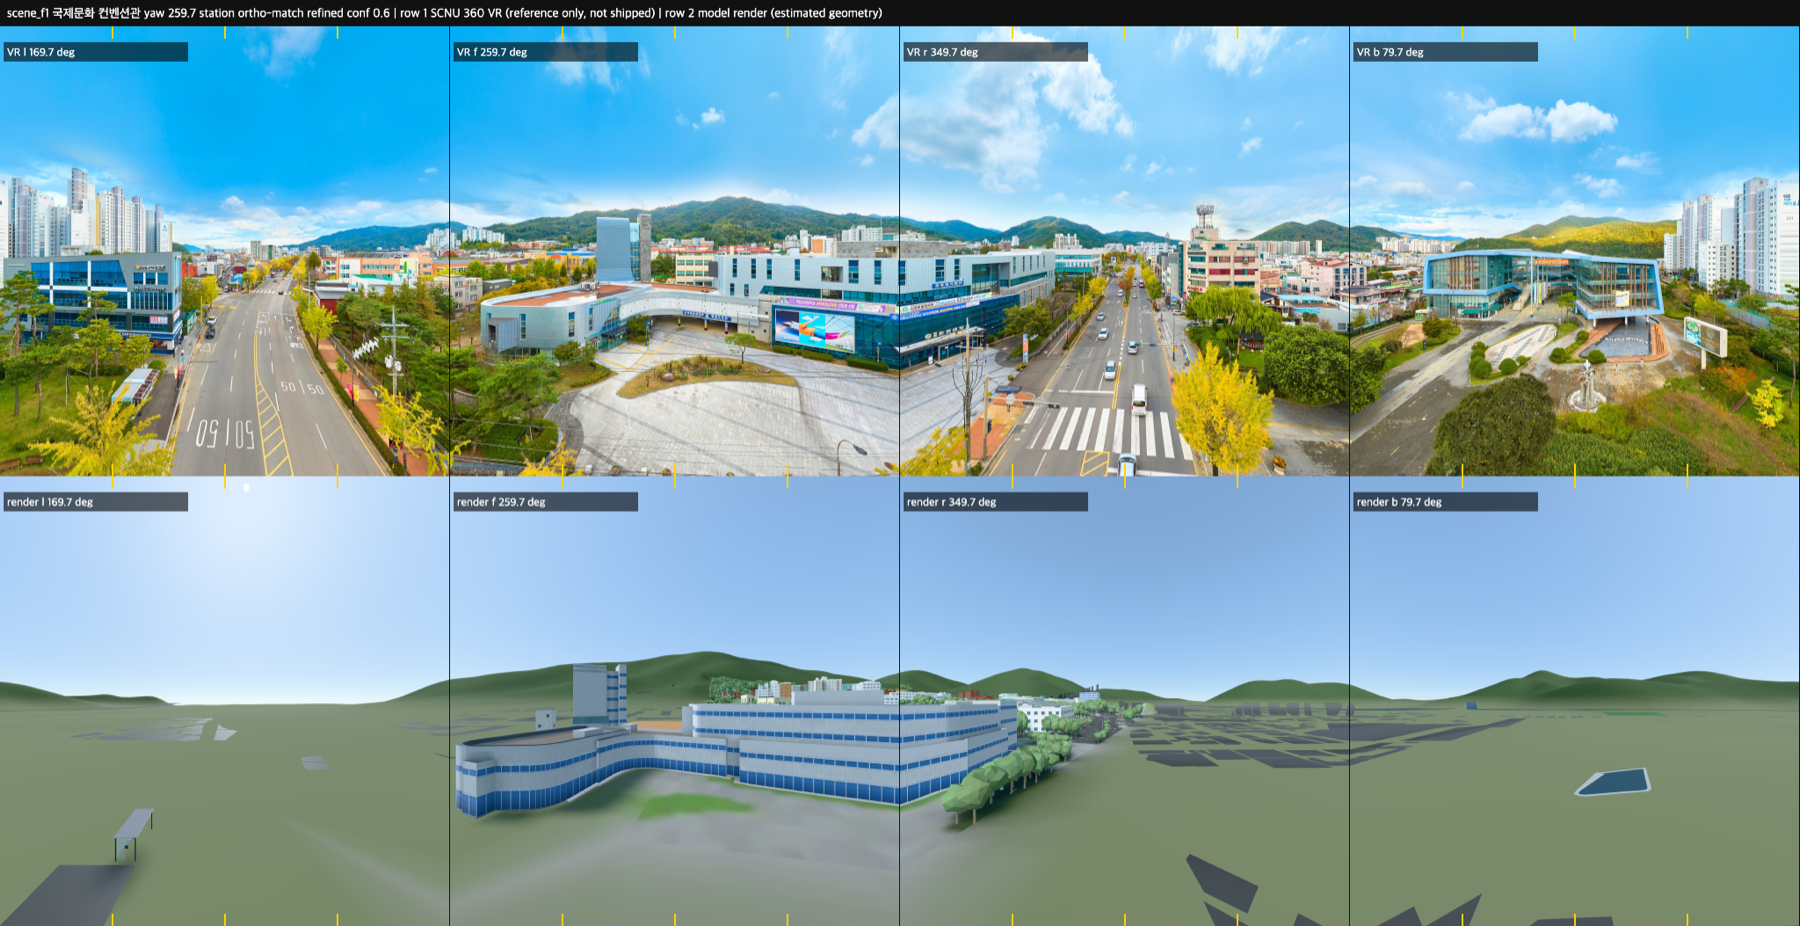 scene_f1 국제문화 컨벤션관 yaw 259.7 station ortho-match refined conf 0.6 | row 1 SCNU 360 VR (reference only, not shipped) | row 2 model render (estimated geometry)
VR l 169.7 deg
VR f 259.7 deg
VR r 349.7 deg
VR b 79.7 deg
50 | 50
50 | 50
render l 169.7 deg
render f 259.7 deg
render r 349.7 deg
render b 79.7 deg